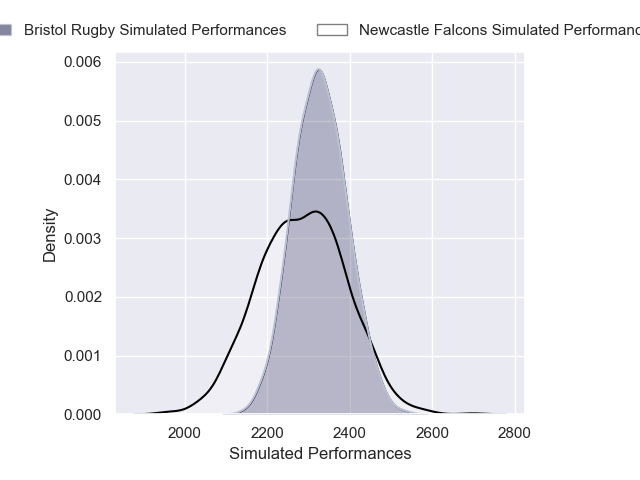 Bristol Rugby Simulated Performances Newcastle Falcons Simulated Performanc
0.006
0.005
0.004
0.003
0.002
0.001
0.000
Density
2000 2200 2400 2600 2800
Simulated Performances